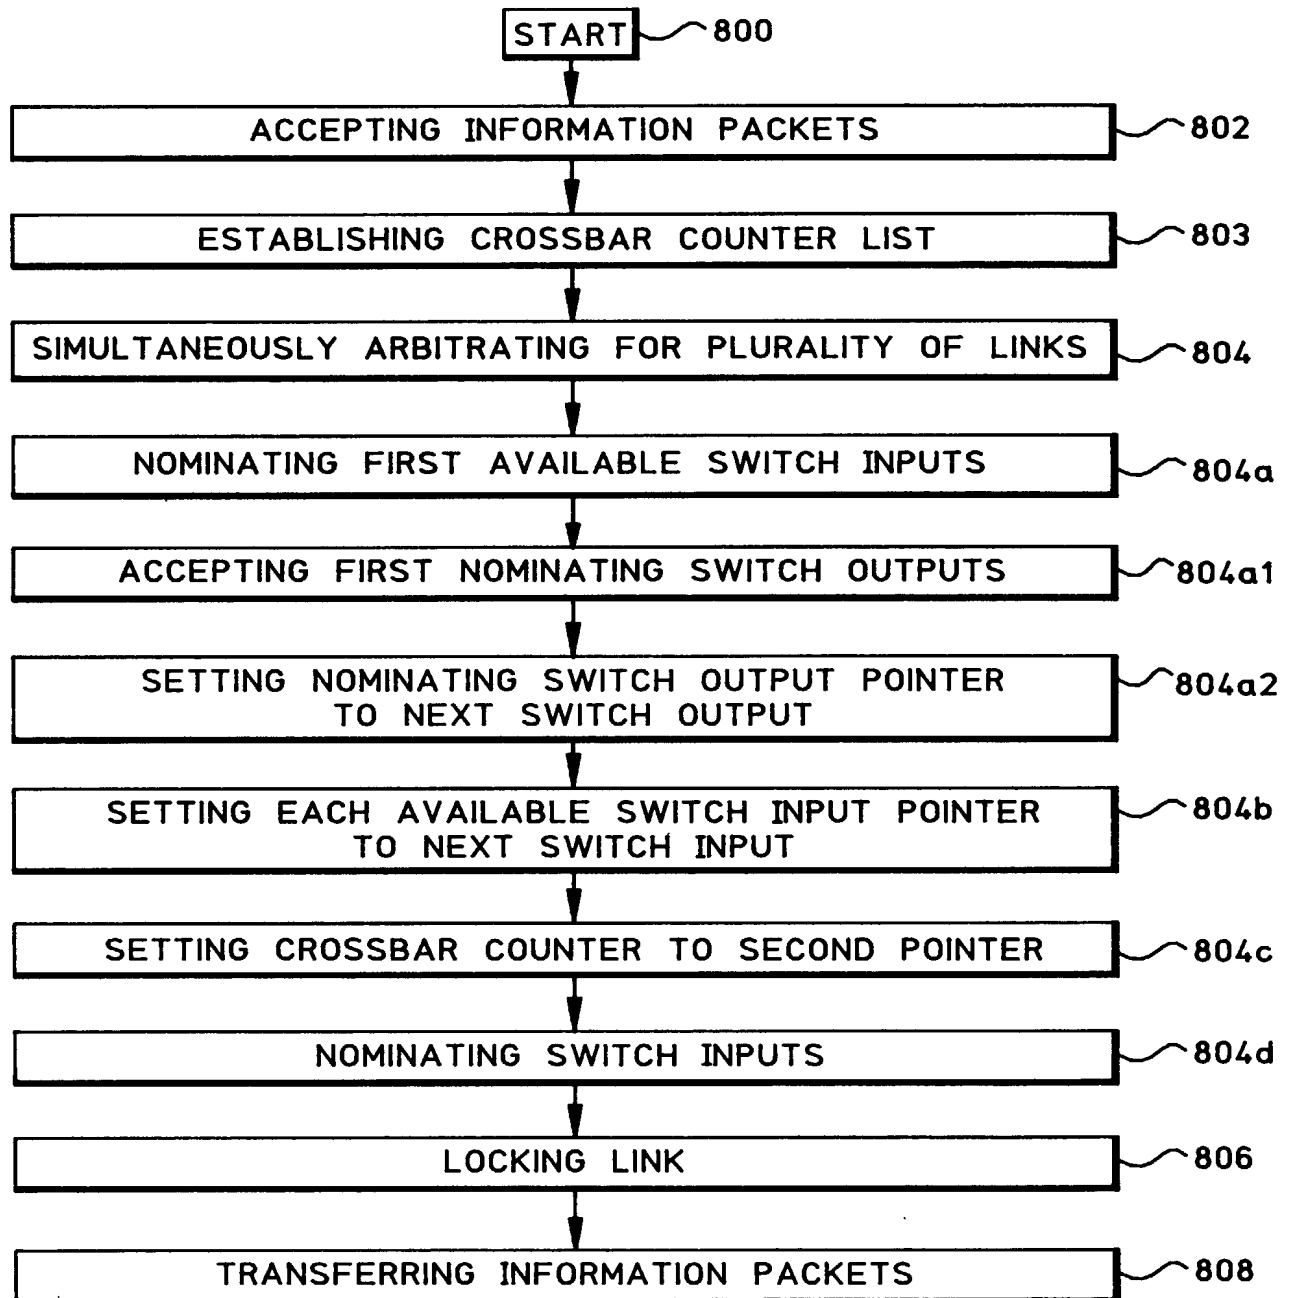 START 800
ACCEPTING INFORMATION PACKETS 802
ESTABLISHING CROSSBAR COUNTER LIST 803
SIMULTANEOUSLY ARBITRATING FOR PLURALITY OF LINKS 804
NOMINATING FIRST AVAILABLE SWITCH INPUTS 804a
ACCEPTING FIRST NOMINATING SWITCH OUTPUTS 804a1
SETTING NOMINATING SWITCH OUTPUT POINTER 804a2
TO NEXT SWITCH OUTPUT
SETTING EACH AVAILABLE SWITCH INPUT POINTER 804b
TO NEXT SWITCH INPUT
SETTING CROSSBAR COUNTER TO SECOND POINTER 804c
NOMINATING SWITCH INPUTS 804d
LOCKING LINK 806
TRANSFERRING INFORMATION PACKETS 808